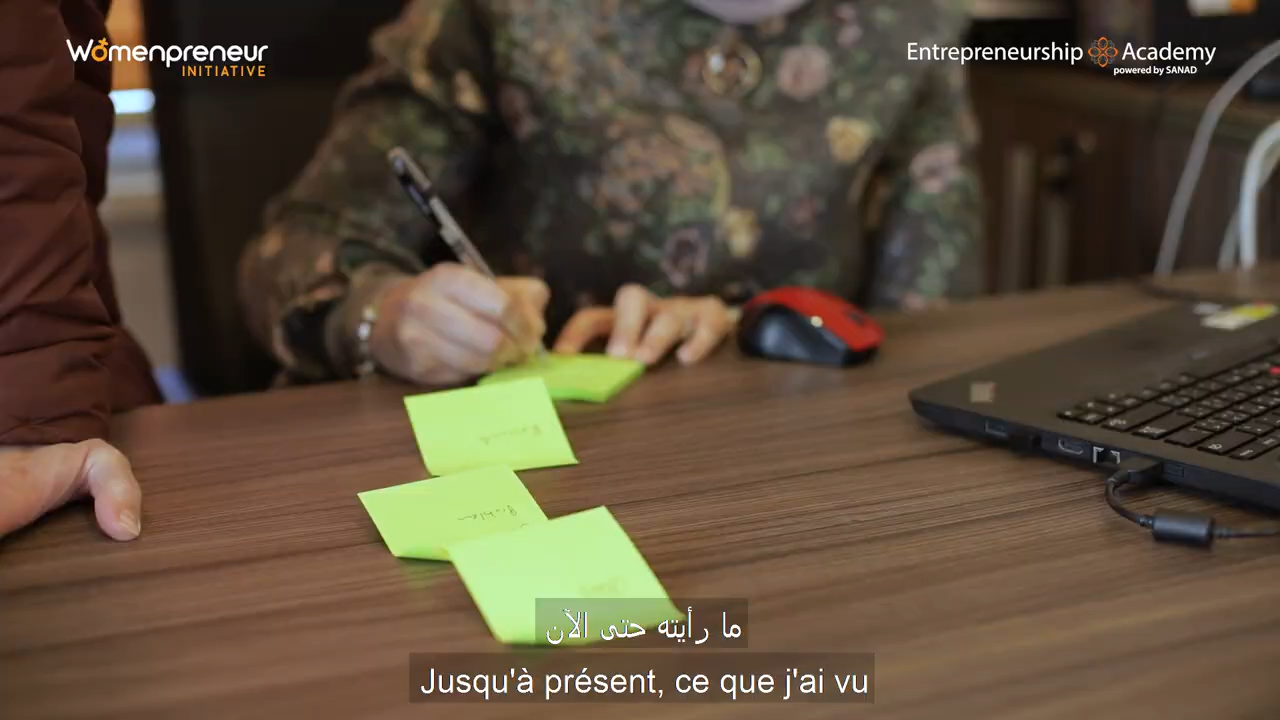 Womenpreneur
INITIATIVE
Entrepreneurship Academy
powered by SANAD
ما رأيته حتى الآن
Jusqu'à présent, ce que j'ai vu